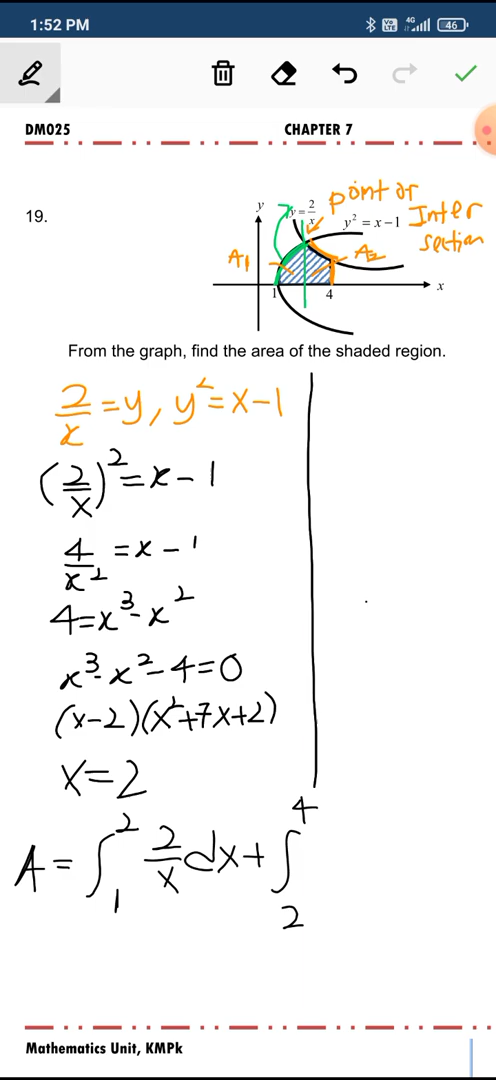 1:52 PM 4G 46
DM025 CHAPTER 7
19.
y
y = 2/x
point of
Inter
section
y² = x − 1
A1
A2
1 4 x
From the graph, find the area of the shaded region.
2/x = y, y² = x − 1
(2/x)² = x − 1
4/x² = x − 1
4 = x³ − x²
x³ − x² − 4 = 0
(x − 2)(x² + 7x + 2)
x = 2
A = ∫₁² 2/x dx + ∫₂⁴
Mathematics Unit, KMPk